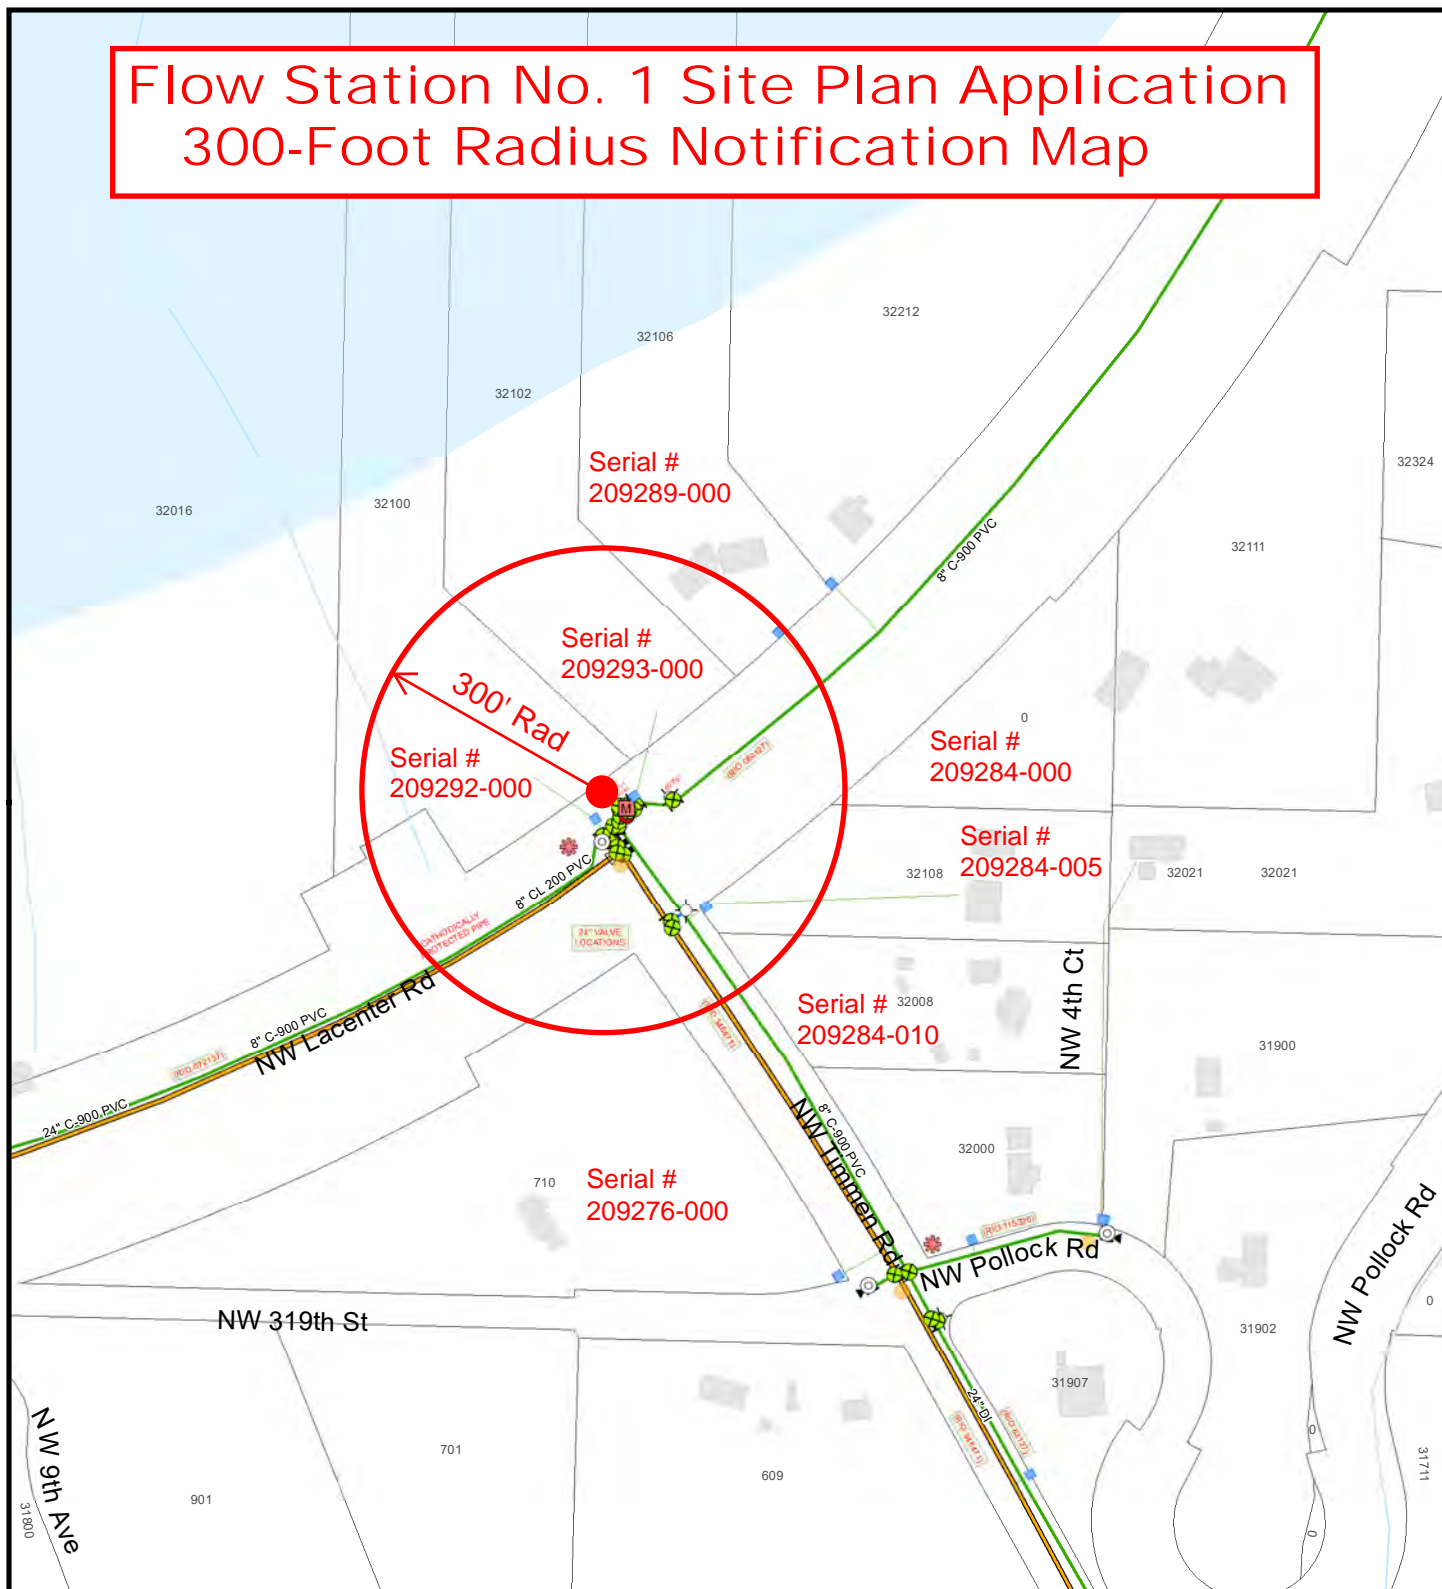 Flow Station No. 1 Site Plan Application
300-Foot Radius Notification Map
32212
32106
32102
Serial #
209289-000
32324
32016
32100
8" C-900 PVC
32111
Serial #
209293-000
300' Rad
0
Serial #
209284-000
Serial #
209292-000
M
Serial #
209284-005
32108
32021
32021
8" CL 200 PVC
CATHODICALLY
PROTECTED PIPE
24" VALVE
LOCATIONS
NW Lacenter Rd
8" C-900 PVC
24" C-900 PVC
Serial #
209284-010
32008
NW 4th Ct
31900
8" C-900 PVC
NW Timmen Rd
32000
710
Serial #
209276-000
NW Pollock Rd
NW Pollock Rd
NW 319th St
0
31902
31907
24" DI
NW 9th Ave
701
609
901
31800
0
31711
0